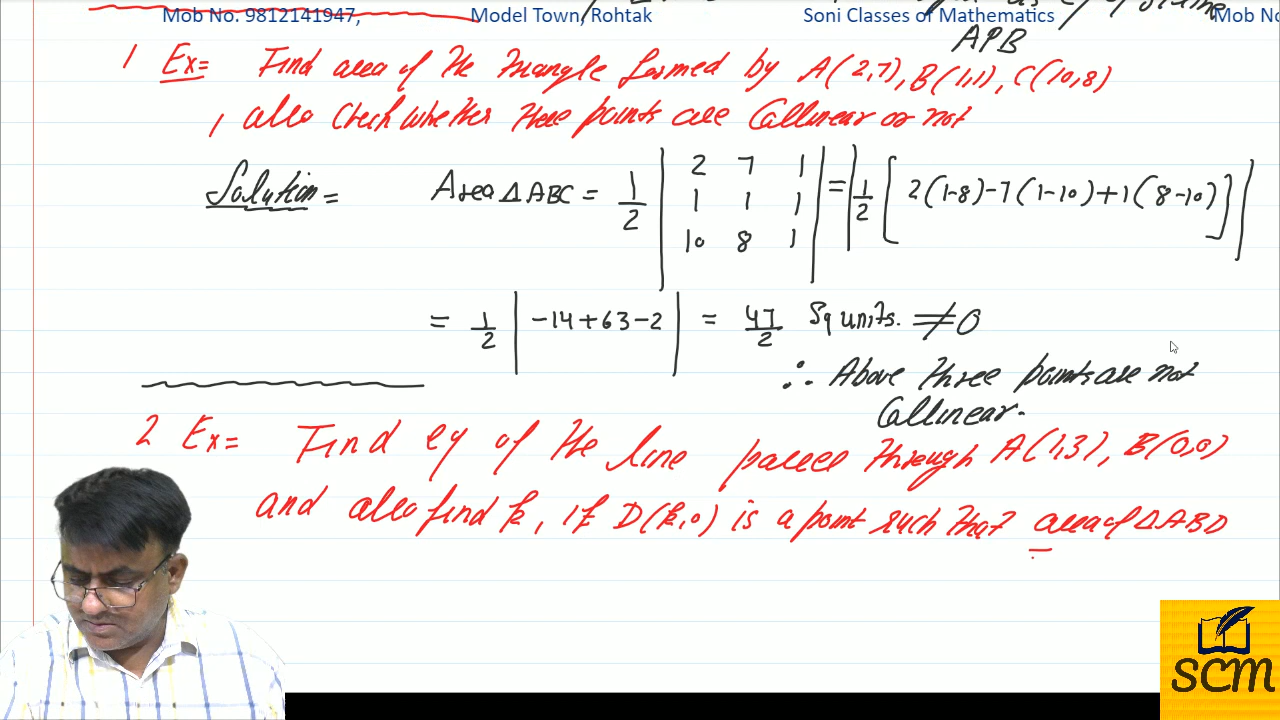 Mob No. 9812141947, Model Town, Rohtak Soni Classes of Mathematics Mob No
APB
1 Ex= Find area of the triangle formed by A(2,7), B(1,1), C(10,8)
1 also Check whether these points are Collinear or not
Solution = Area ΔABC = 1/2 | 2 7 1 | = | 1/2 [ 2(1-8)-7(1-10)+1(8-10) ] |
| 1 1 1 |
| 10 8 1 |
= 1/2 | -14+63-2 | = 47/2 Sq units. ≠ 0
∴ Above three points are not
Collinear.
2 Ex= Find eq of the line passes through A(1,3), B(0,0)
and also find k, if D(k,0) is a point such that area of ΔABD
SCM